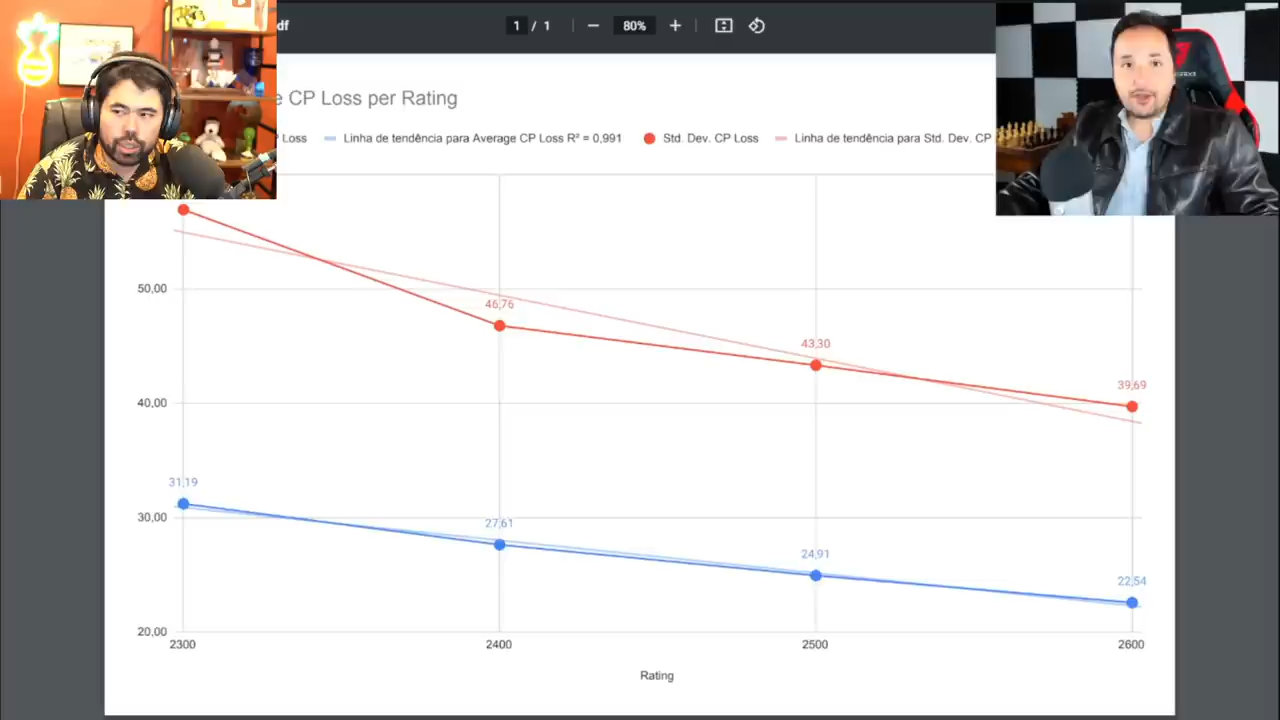 df
1 / 1
80%
e CP Loss per Rating
Loss
Linha de tendência para Average CP Loss R² = 0,991
Std. Dev. CP Loss
Linha de tendência para Std. Dev. CP
50,00
40,00
30,00
20,00
46,76
43,30
39,69
31,19
27,61
24,91
22,54
2300
2400
2500
2600
Rating